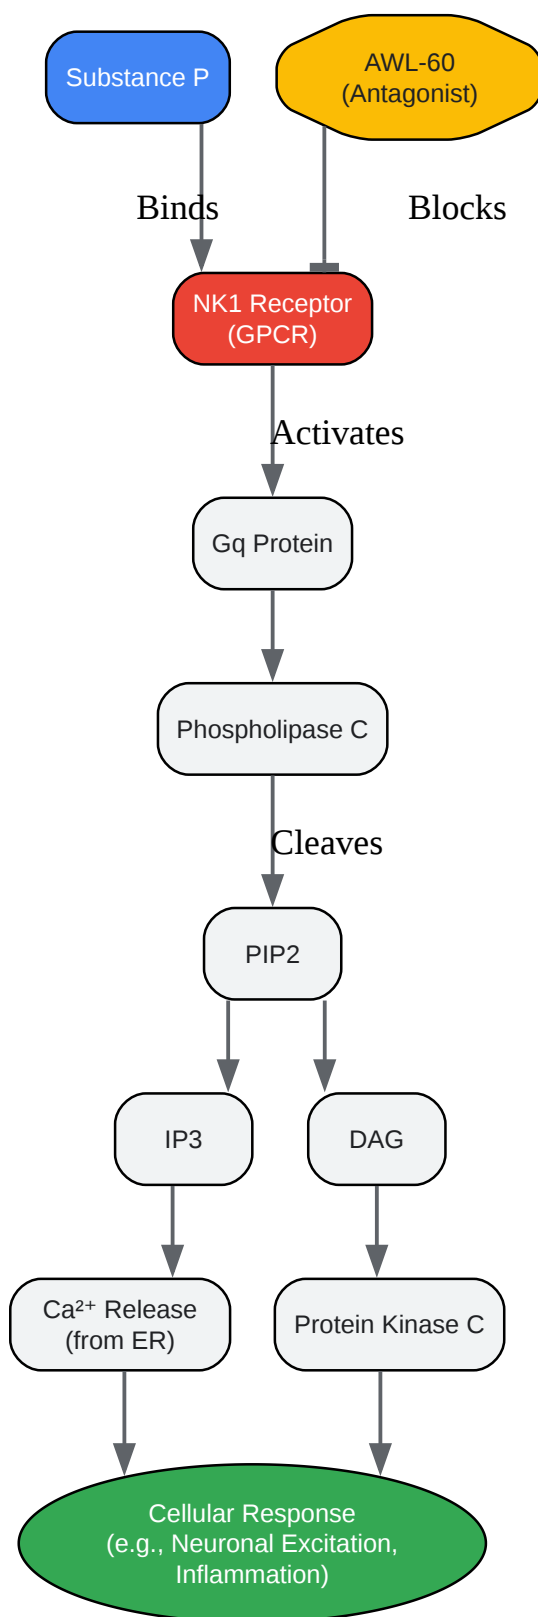 Substance P
AWL-60
(Antagonist)
Binds
Blocks
NK1 Receptor
(GPCR)
Activates
Gq Protein
Phospholipase C
Cleaves
PIP2
IP3
DAG
Ca²⁺ Release
(from ER)
Protein Kinase C
Cellular Response
(e.g., Neuronal Excitation,
Inflammation)